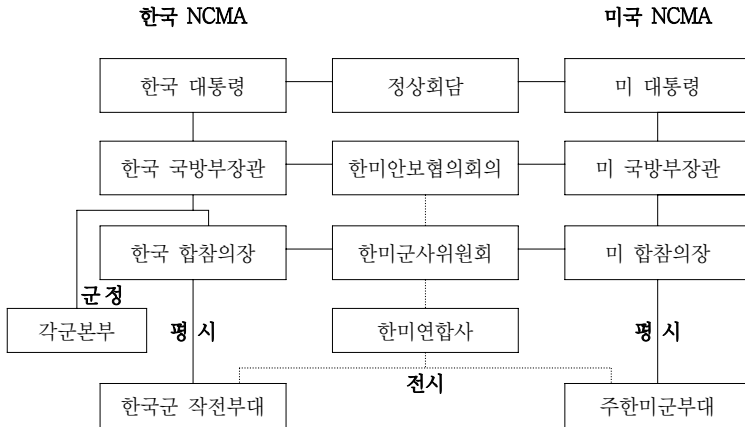 한국 NCMA 미국 NCMA
한국 대통령 정상회담 미 대통령
한국 국방부장관 한미안보협의회의 미 국방부장관
한국 합참의장 한미군사위원회 미 합참의장
군정
각군본부 평시 한미연합사 평시
전시
한국군 작전부대 주한미군부대